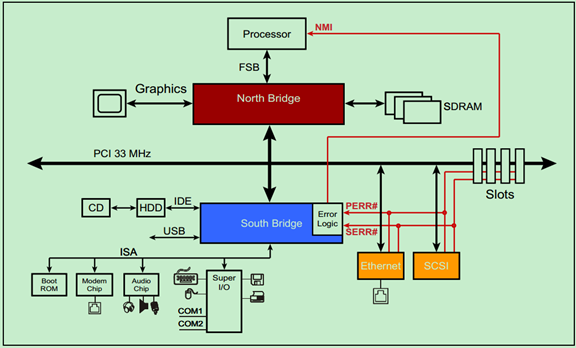 Processor
NMI
FSB
Graphics
North Bridge
SDRAM
PCI 33 MHz
Slots
CD
HDD
IDE
South Bridge
Error
Logic
PERR#
SERR#
USB
ISA
Ethernet
SCSI
Boot
ROM
Modem
Chip
Audio
Chip
Super
I/O
COM1
COM2